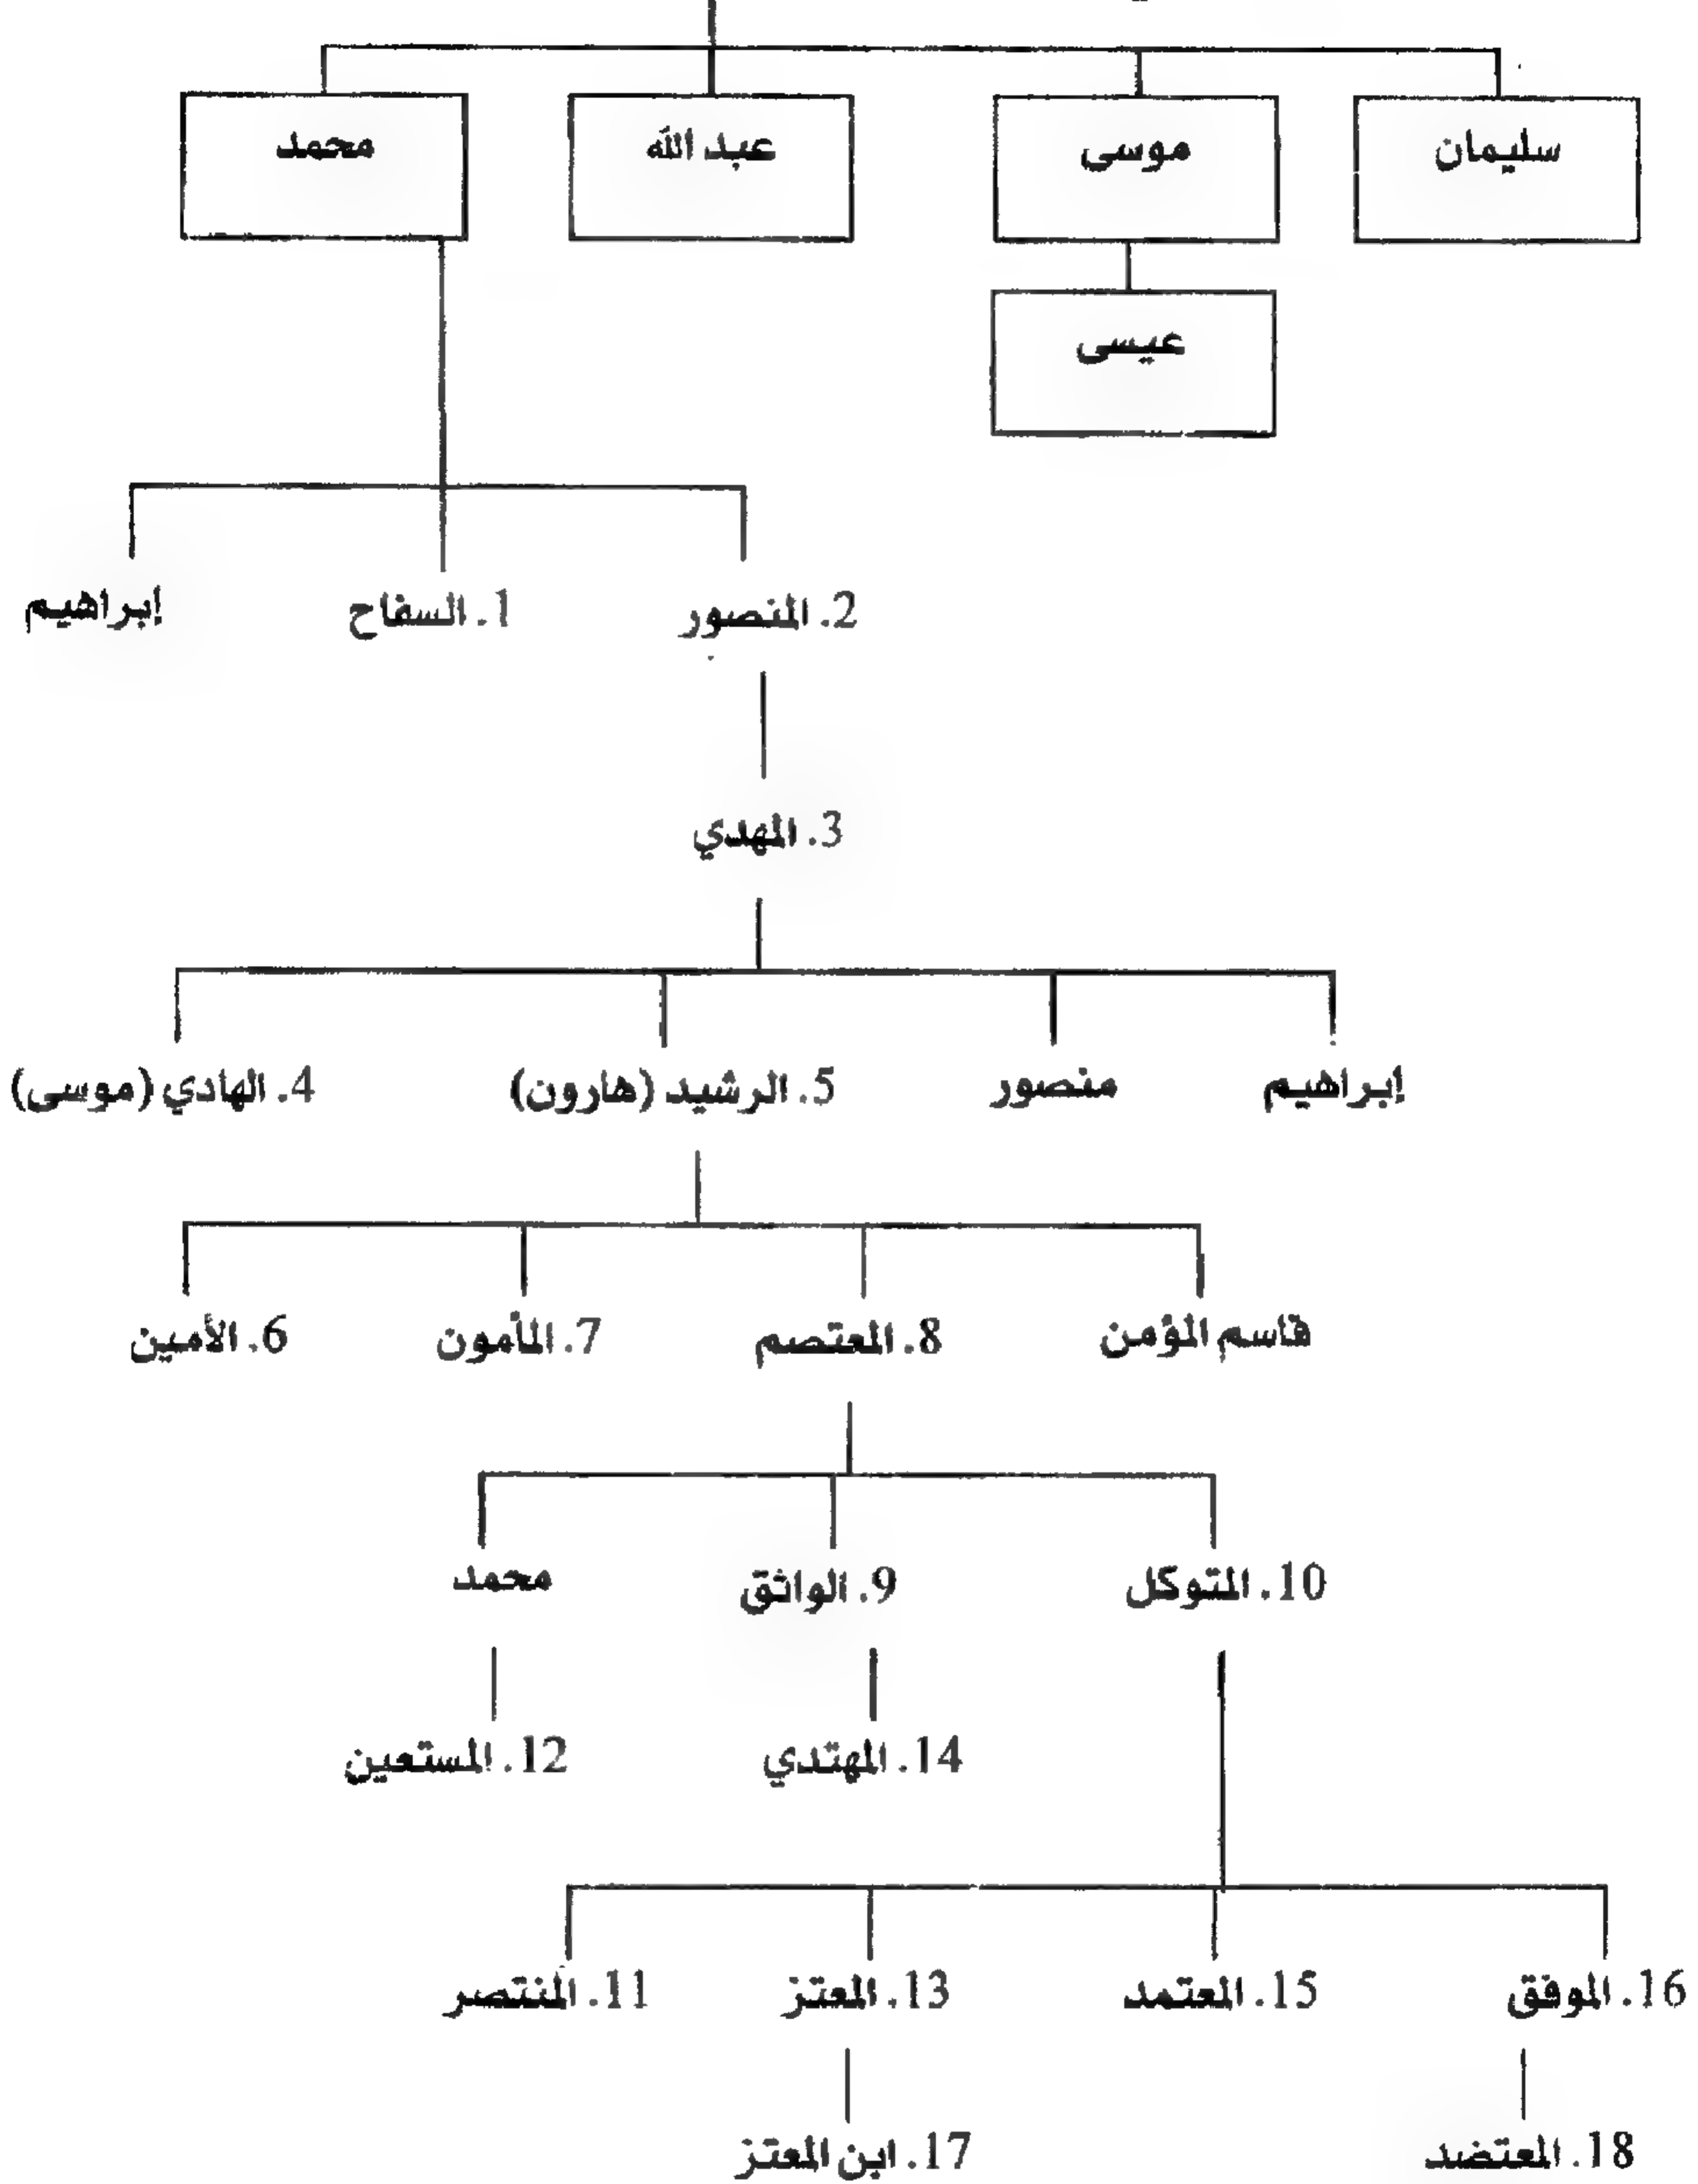 سليمان موسى عبد الله محمد
عيسى
2. المنصور 1. السفاح إبراهيم
3. المهدي
إبراهيم منصور 5. الرشيد (هارون) 4. الهادي (موسى)
قاسم المؤمن 8. المعتصم 7. المأمون 6. الأمين
10. المتوكل 9. الواثق محمد
14. المهتدي 12. المستعين
16. الموفق 15. المعتمد 13. المعتز 11. المنتصر
18. المعتضد 17. ابن المعتز